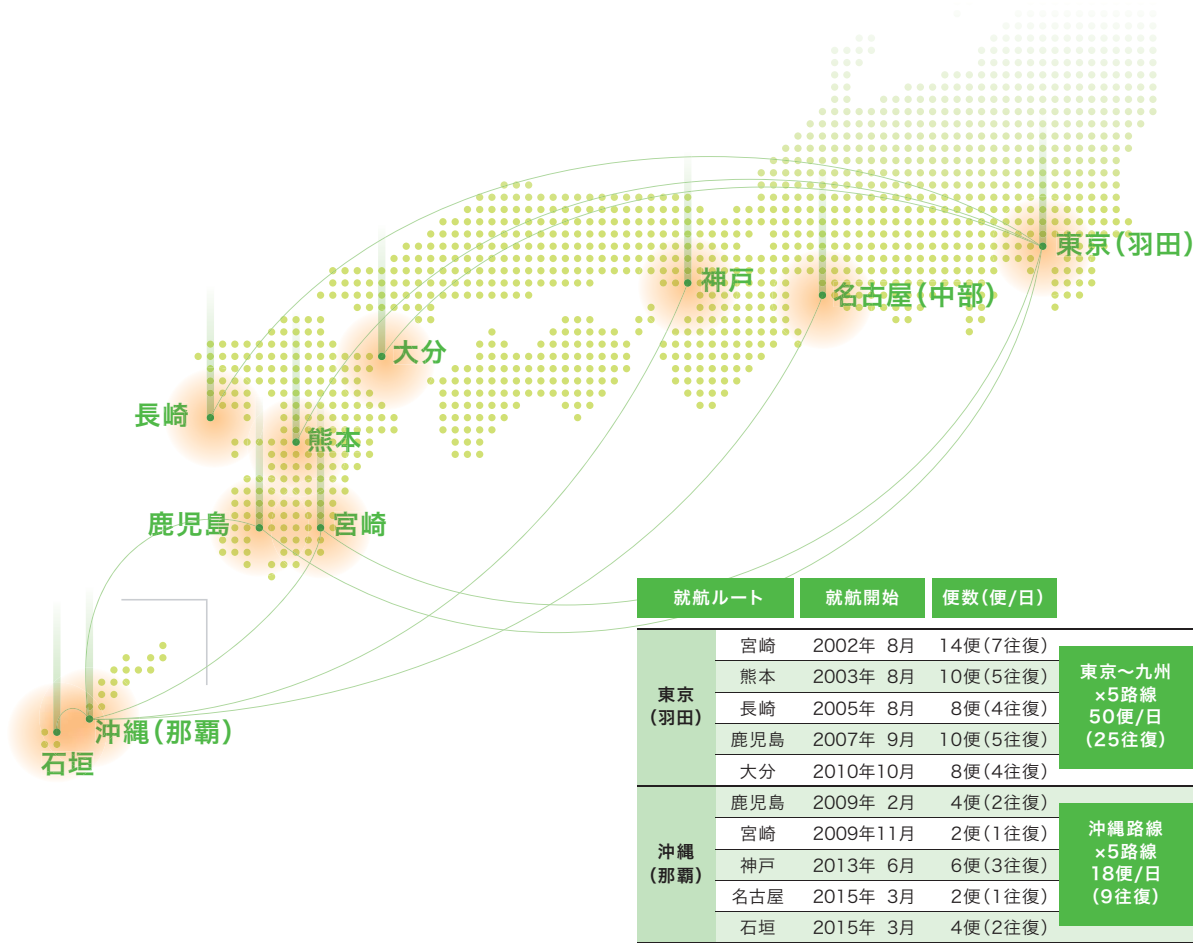 東京(羽田)
神戸
名古屋(中部)
大分
長崎
熊本
鹿児島
宮崎
沖縄(那覇)
石垣
就航ルート 就航開始 便数(便/日)
東京
(羽田)
宮崎 2002年 8月 14便(7往復)
熊本 2003年 8月 10便(5往復)
長崎 2005年 8月 8便(4往復)
鹿児島 2007年 9月 10便(5往復)
大分 2010年10月 8便(4往復)
東京〜九州
×5路線
50便/日
(25往復)
沖縄
(那覇)
鹿児島 2009年 2月 4便(2往復)
宮崎 2009年11月 2便(1往復)
神戸 2013年 6月 6便(3往復)
名古屋 2015年 3月 2便(1往復)
石垣 2015年 3月 4便(2往復)
沖縄路線
×5路線
18便/日
(9往復)